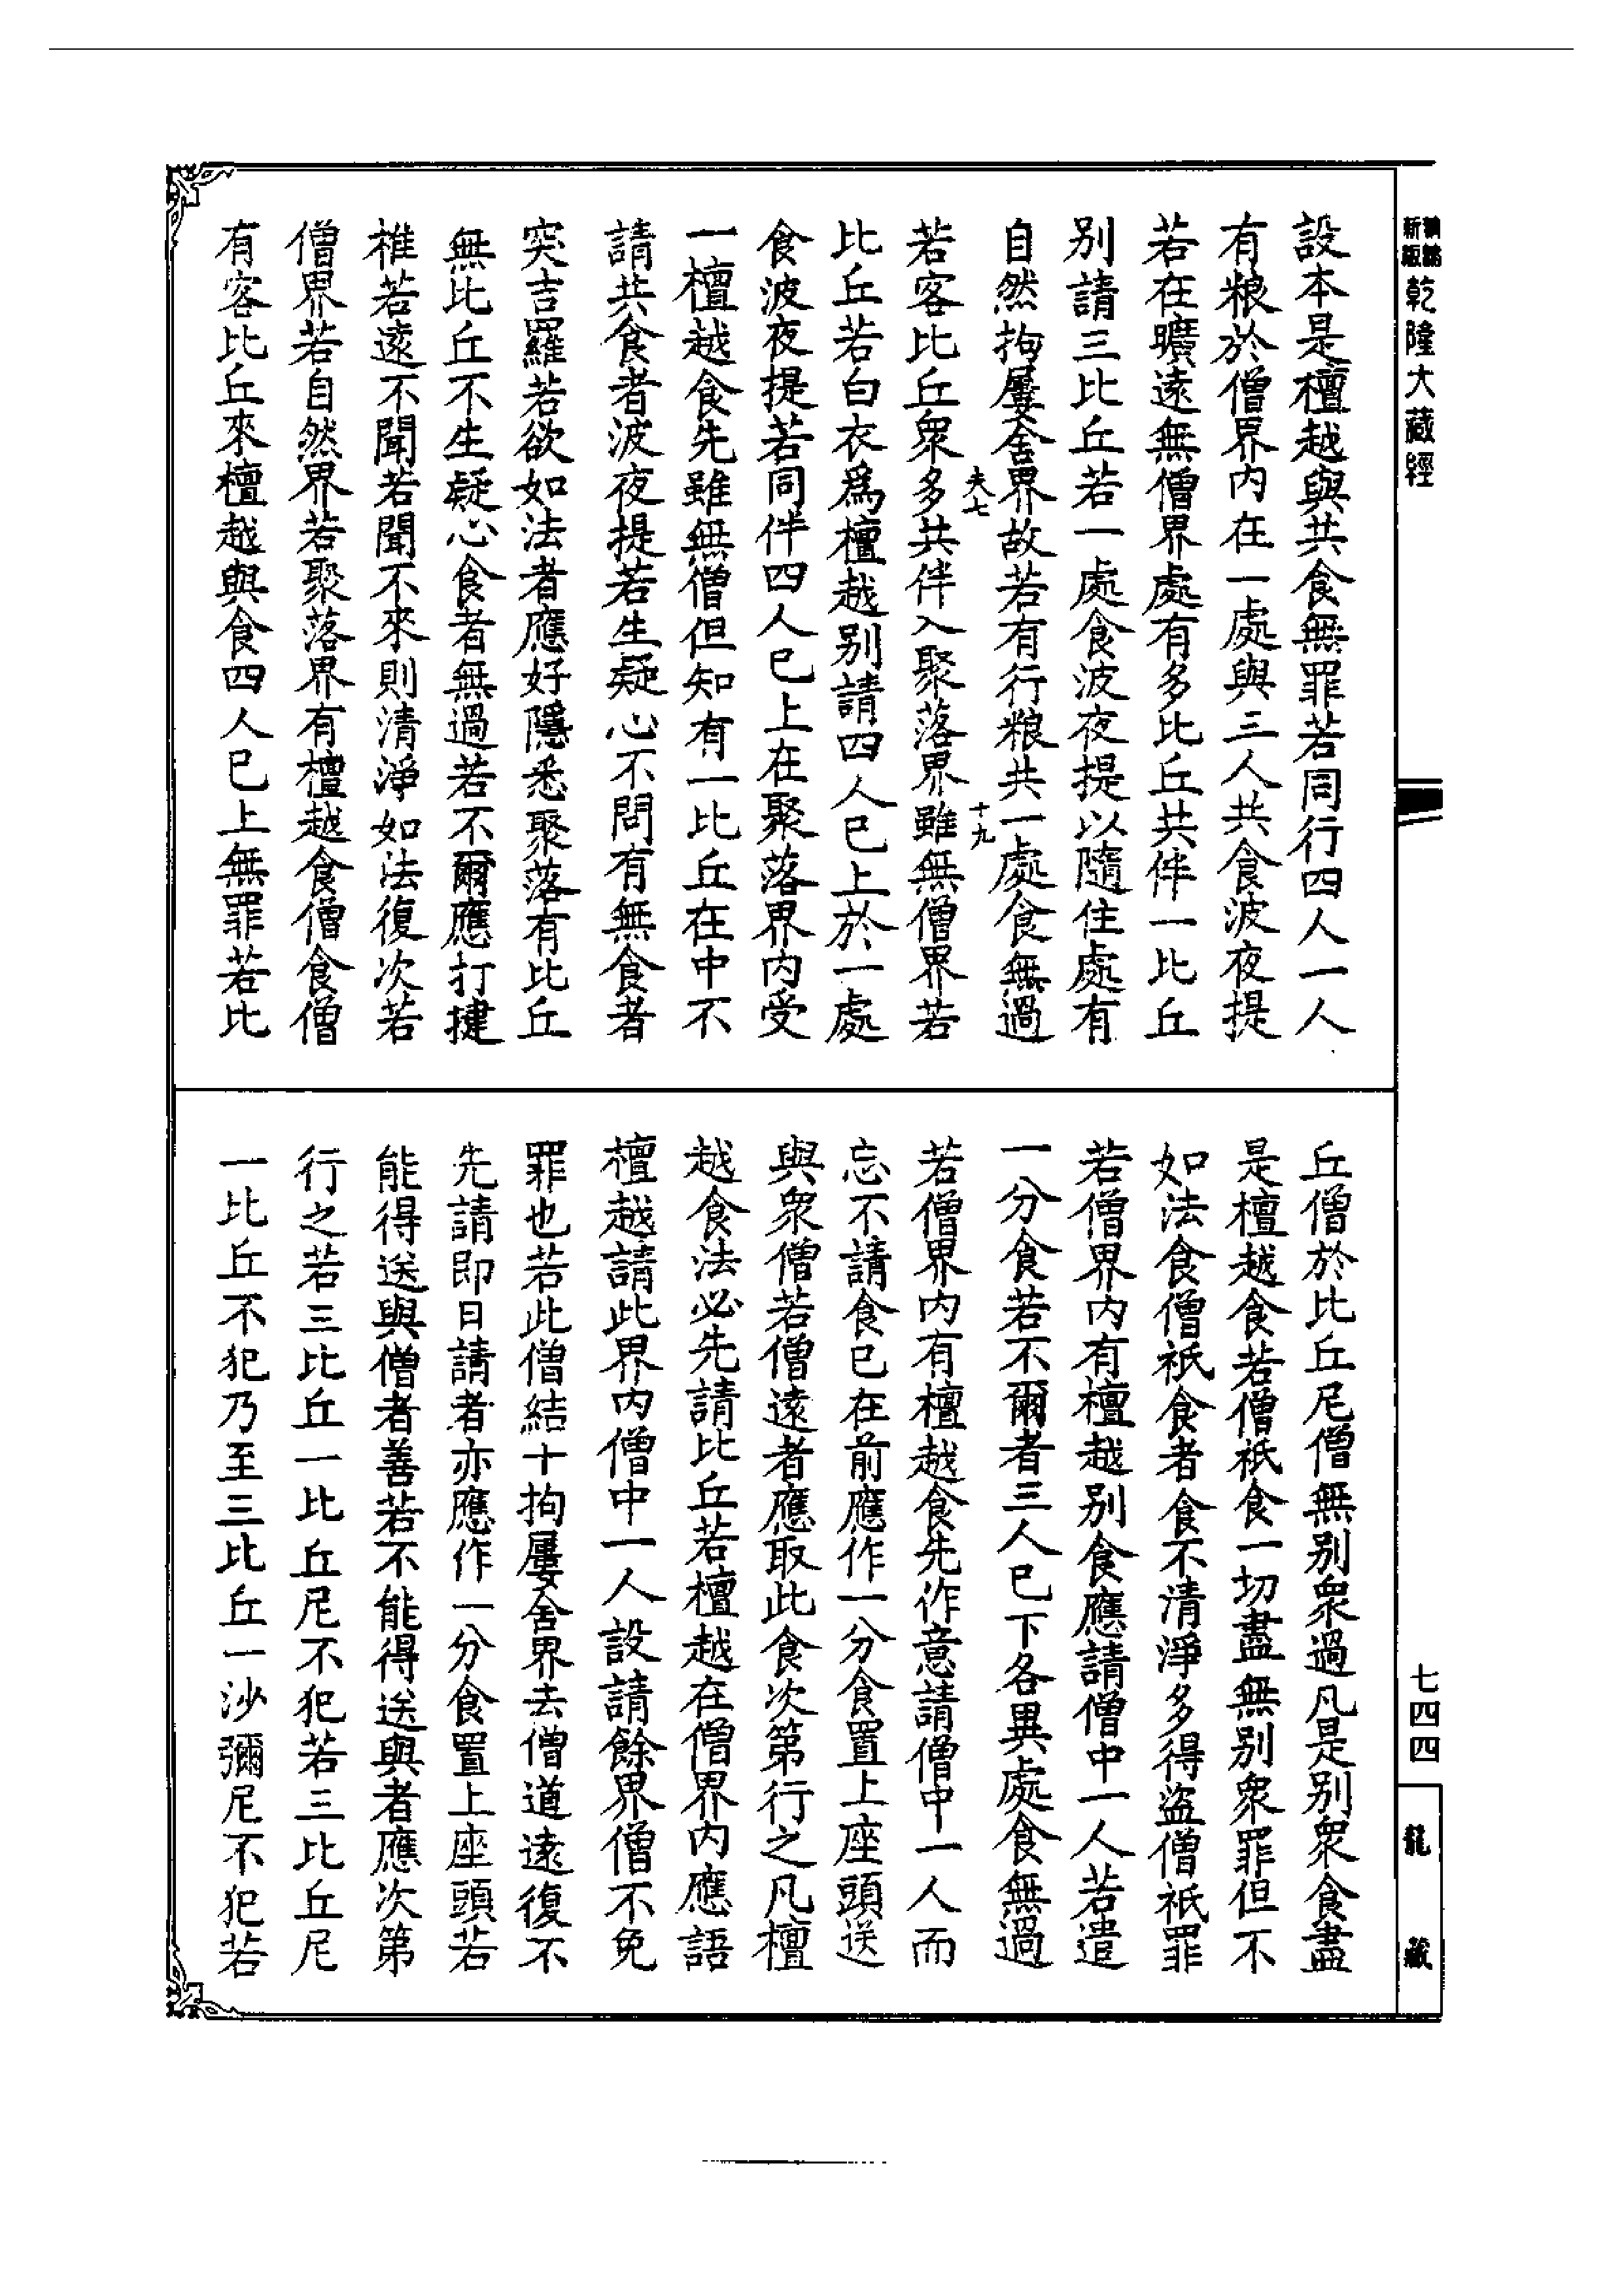 精編新版
乾隆大藏經
設本是檀越與共食無罪若同行四人一人
有粮於僧界內在一處與三人共食波夜提
若在曠遠無僧界處有多比丘共伴一比丘
別請三比丘若一處食波夜提以隨住處有
自然拘屢舍界故若有行粮共一處食無過
夫七
十九
若客比丘衆多共伴入聚落界雖無僧界若
比丘若白衣爲檀越別請四人已上於一處
食波夜提若同伴四人已上在聚落界內受
一檀越食先雖無僧但知有一比丘在中不
請共食者波夜提若生疑心不問有無食者
突吉羅若欲如法者應好隱悉聚落有比丘
無比丘不生疑心食者無過若不爾應打揵
椎若遠不聞若聞不來則清淨如法復次若
僧界若自然界若聚落界有檀越食僧食僧
有客比丘來檀越與食四人已上無罪若比
丘僧於比丘尼僧無別衆過凡是別衆食盡
是檀越食若僧祇食一切盡無別衆罪但不
如法食僧祇食者食不清淨多得盜僧祇罪
若僧界內有檀越別食應請僧中一人若遣
一分食若不爾者三人已下各異處食無過
若僧界內有檀越食先作意請僧中一人而
忘不請食已在前應作一分食置上座頭送
與衆僧若僧遠者應取此食次第行之凡檀
越食法必先請比丘若檀越在僧界內應語
檀越請此界內僧中一人設請餘界僧不免
罪也若此僧結十拘屢舍界去僧道遠復不
先請即日請者亦應作一分食置上座頭若
能得送與僧者善若不能得送與者應次第
行之若三比丘一比丘尼不犯若三比丘尼
一比丘不犯乃至三比丘一沙彌尼不犯若
七四四
龍藏